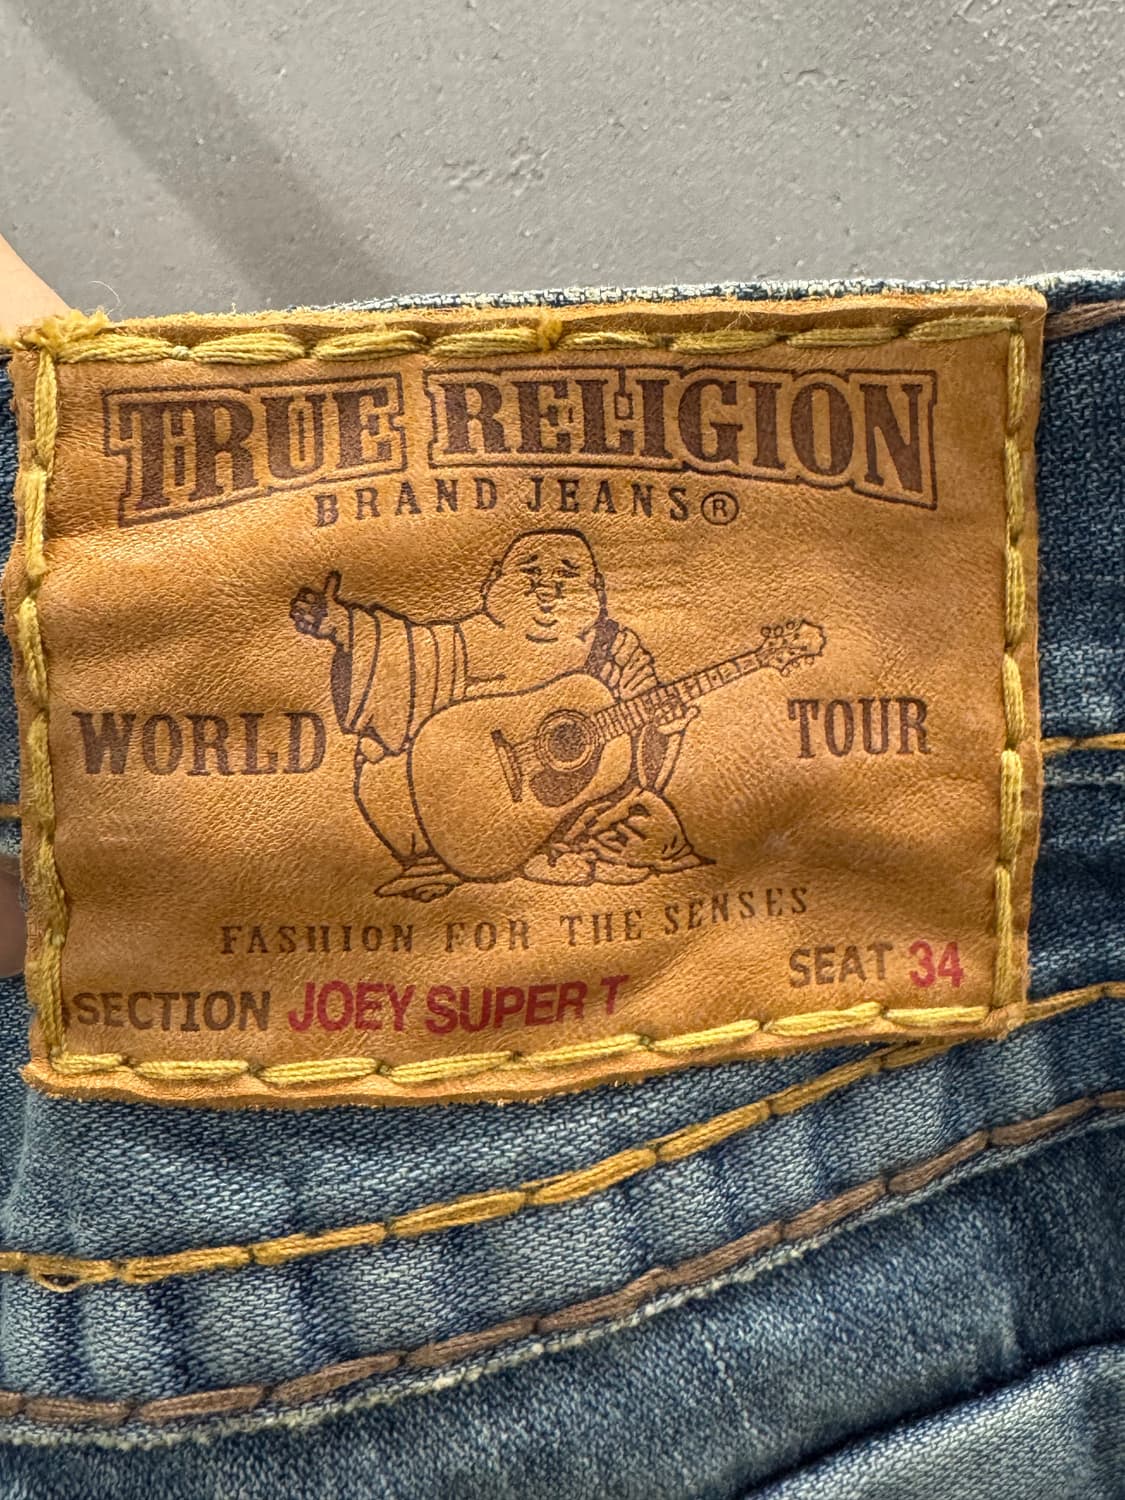 TRUE RELIGION
BRAND JEANS®
WORLD TOUR
FASHION FOR THE SENSES
SECTION JOEY SUPER T SEAT 34